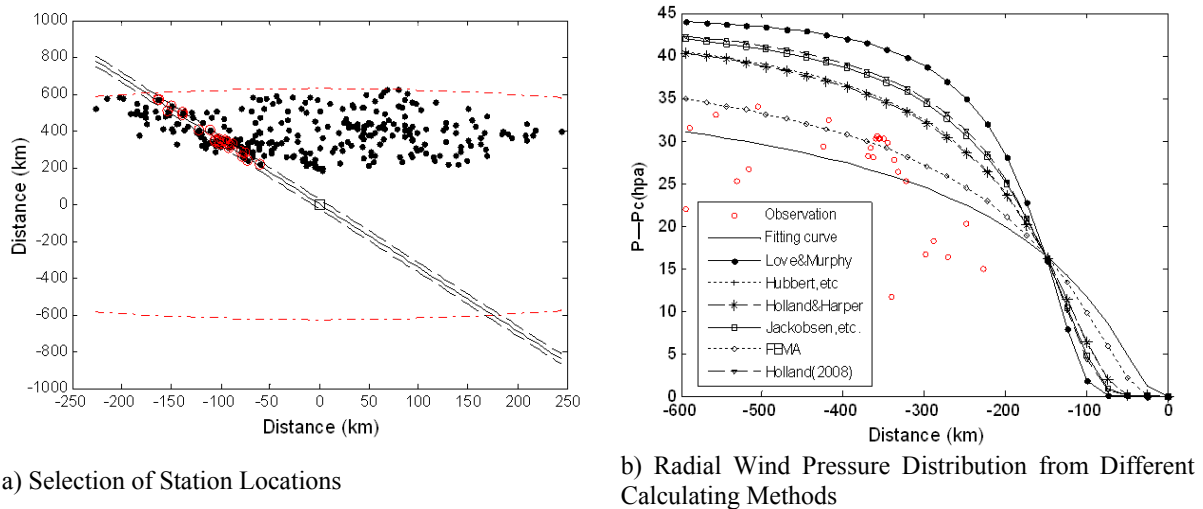 1000
800
600
400
200
0
-200
-400
-600
-800
-1000
Distance (km)
-250
-200
-150
-100
-50
0
50
100
150
200
250
Distance (km)
a) Selection of Station Locations
45
40
35
30
25
20
15
10
5
0
P—Pc(hpa)
Observation
Fitting curve
Love&Murphy
Hubbert,etc
Holland&Harper
Jackobsen,etc.
FEMA
Holland(2008)
-600
-500
-400
-300
-200
-100
0
Distance (km)
b) Radial Wind Pressure Distribution from Different
Calculating Methods